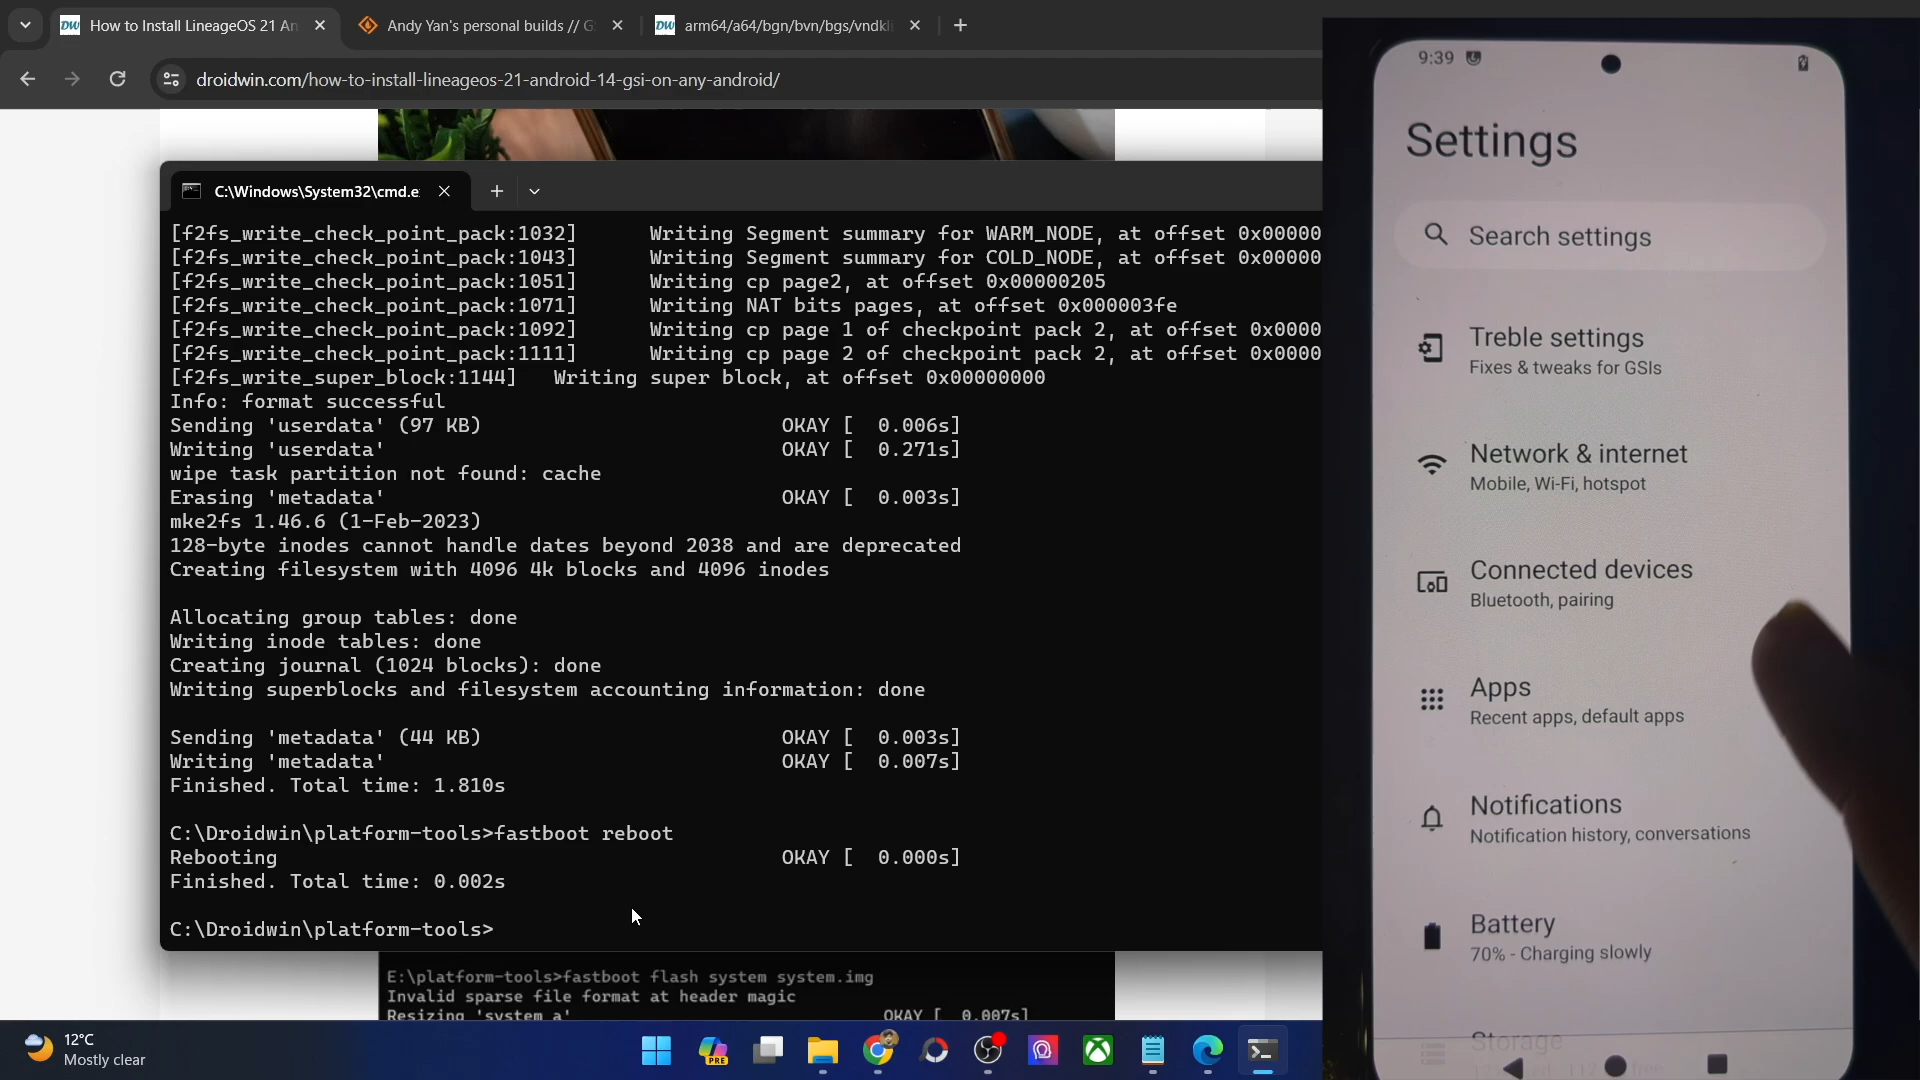 How to Install LineageOS 21 An
Andy Yan's personal builds // G
arm64/a64/bgn/bvn/bgs/vndkli
droidwin.com/how-to-install-lineageos-21-android-14-gsi-on-any-android/
C:\Windows\System32\cmd.e
[f2fs_write_check_point_pack:1032] Writing Segment summary for WARM_NODE, at offset 0x00000
[f2fs_write_check_point_pack:1043] Writing Segment summary for COLD_NODE, at offset 0x00000
[f2fs_write_check_point_pack:1051] Writing cp page2, at offset 0x00000205
[f2fs_write_check_point_pack:1071] Writing NAT bits pages, at offset 0x000003fe
[f2fs_write_check_point_pack:1092] Writing cp page 1 of checkpoint pack 2, at offset 0x0000
[f2fs_write_check_point_pack:1111] Writing cp page 2 of checkpoint pack 2, at offset 0x0000
[f2fs_write_super_block:1144] Writing super block, at offset 0x00000000
Info: format successful
Sending 'userdata' (97 KB) OKAY [ 0.006s]
Writing 'userdata' OKAY [ 0.271s]
wipe task partition not found: cache
Erasing 'metadata' OKAY [ 0.003s]
mke2fs 1.46.6 (1-Feb-2023)
128-byte inodes cannot handle dates beyond 2038 and are deprecated
Creating filesystem with 4096 4k blocks and 4096 inodes
Allocating group tables: done
Writing inode tables: done
Creating journal (1024 blocks): done
Writing superblocks and filesystem accounting information: done
Sending 'metadata' (44 KB) OKAY [ 0.003s]
Writing 'metadata' OKAY [ 0.007s]
Finished. Total time: 1.810s
C:\Droidwin\platform-tools>fastboot reboot
Rebooting OKAY [ 0.000s]
Finished. Total time: 0.002s
C:\Droidwin\platform-tools>
E:\platform-tools>fastboot flash system system.img
Invalid sparse file format at header magic
Resizing 'system_a' OKAY [ 0.007s]
12°C
Mostly clear
PRE
9:39
Settings
Search settings
Treble settings
Fixes & tweaks for GSIs
Network & internet
Mobile, Wi-Fi, hotspot
Connected devices
Bluetooth, pairing
Apps
Recent apps, default apps
Notifications
Notification history, conversations
Battery
70% - Charging slowly
Storage